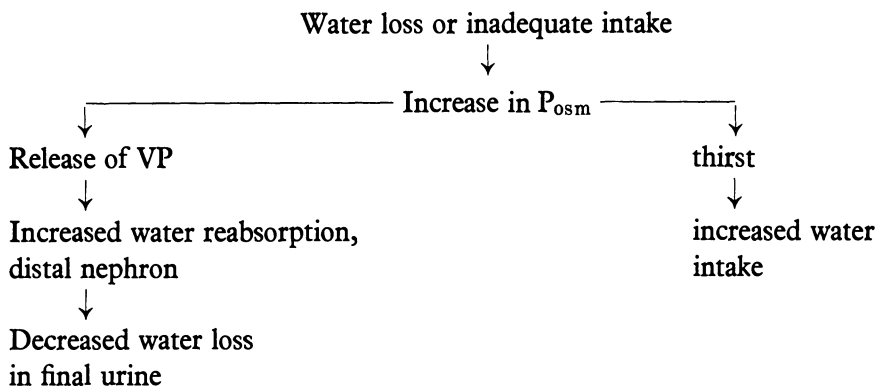 Water loss or inadequate intake
Increase in Posm
Release of VP
thirst
Increased water reabsorption,
distal nephron
increased water
intake
Decreased water loss
in final urine